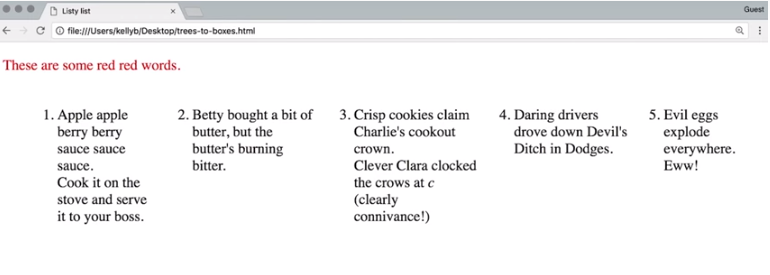 Listy list
Guest
file:///Users/kellyb/Desktop/trees-to-boxes.html
These are some red red words.
1. Apple apple
berry berry
sauce sauce
sauce.
Cook it on the
stove and serve
it to your boss.
2. Betty bought a bit of
butter, but the
butter's burning
bitter.
3. Crisp cookies claim
Charlie's cookout
crown.
Clever Clara clocked
the crows at c
(clearly
connivance!)
4. Daring drivers
drove down Devil's
Ditch in Dodges.
5. Evil eggs
explode
everywhere.
Eww!